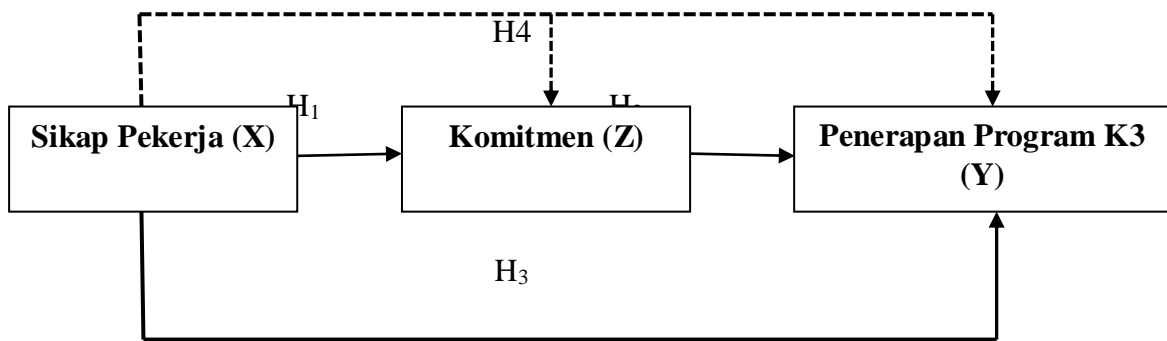 H4
H₁
Sikap Pekerja (X)
Komitmen (Z)
Penerapan Program K3
(Y)
H₃